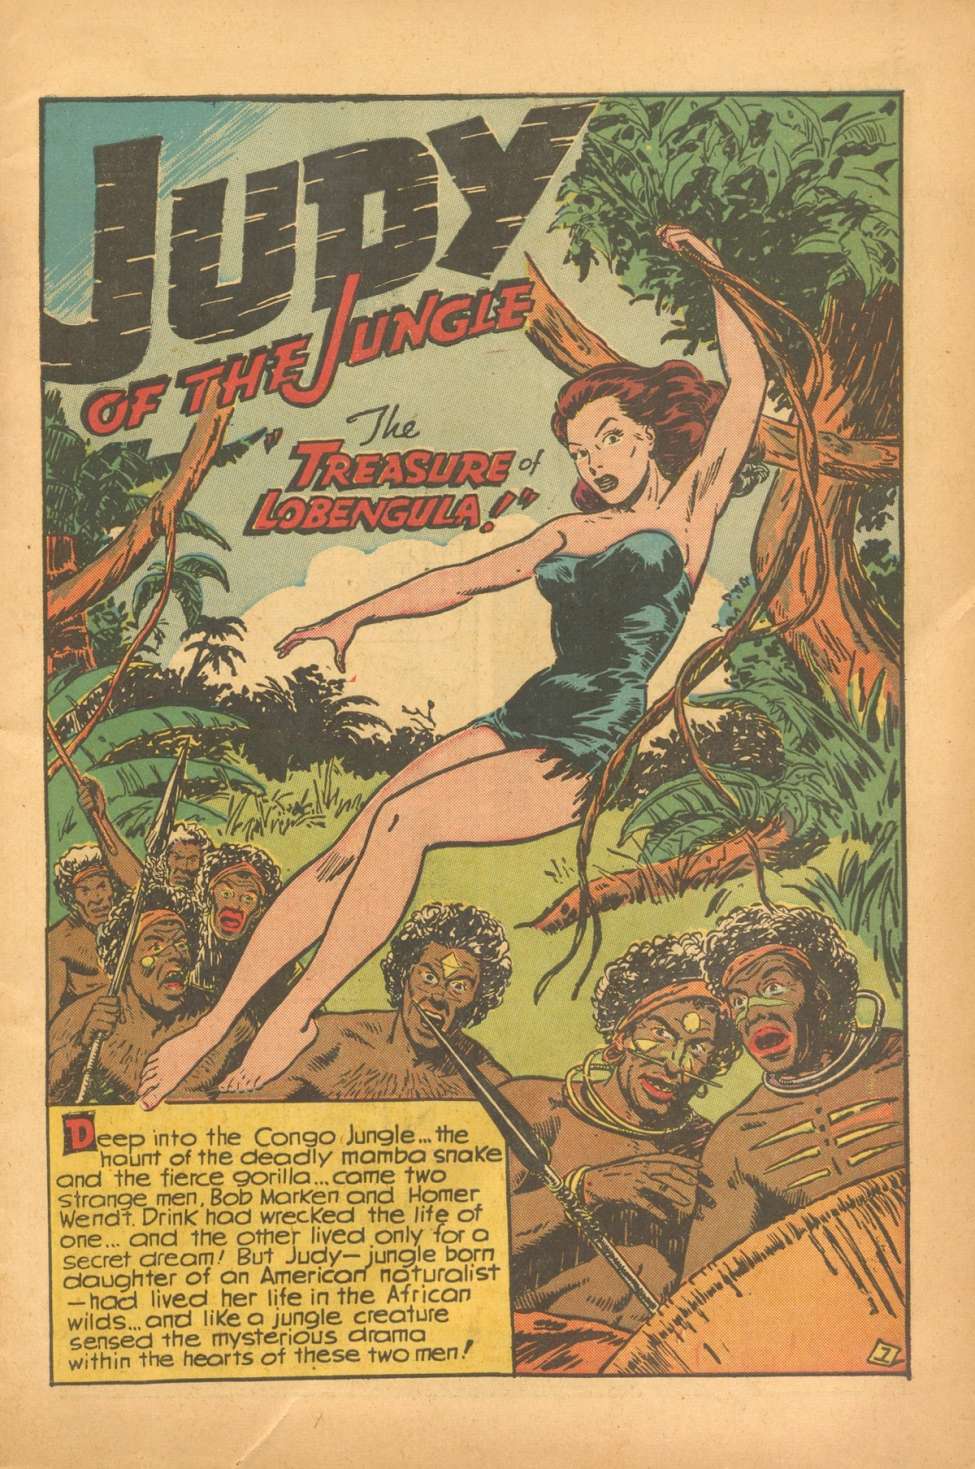 JUDY
OF THE JUNGLE
The
"TREASURE of
LOBENGULA!"
Deep into the Congo Jungle... the
haunt of the deadly mamba snake
and the fierce gorilla... came two
strange men, Bob Marken and Homer
Wendt. Drink had wrecked the life of
one... and the other lived only for a
secret dream! But Judy—jungle born
daughter of an American naturalist
—had lived her life in the African
wilds... and like a jungle creature
sensed the mysterious drama
within the hearts of these two men!
1